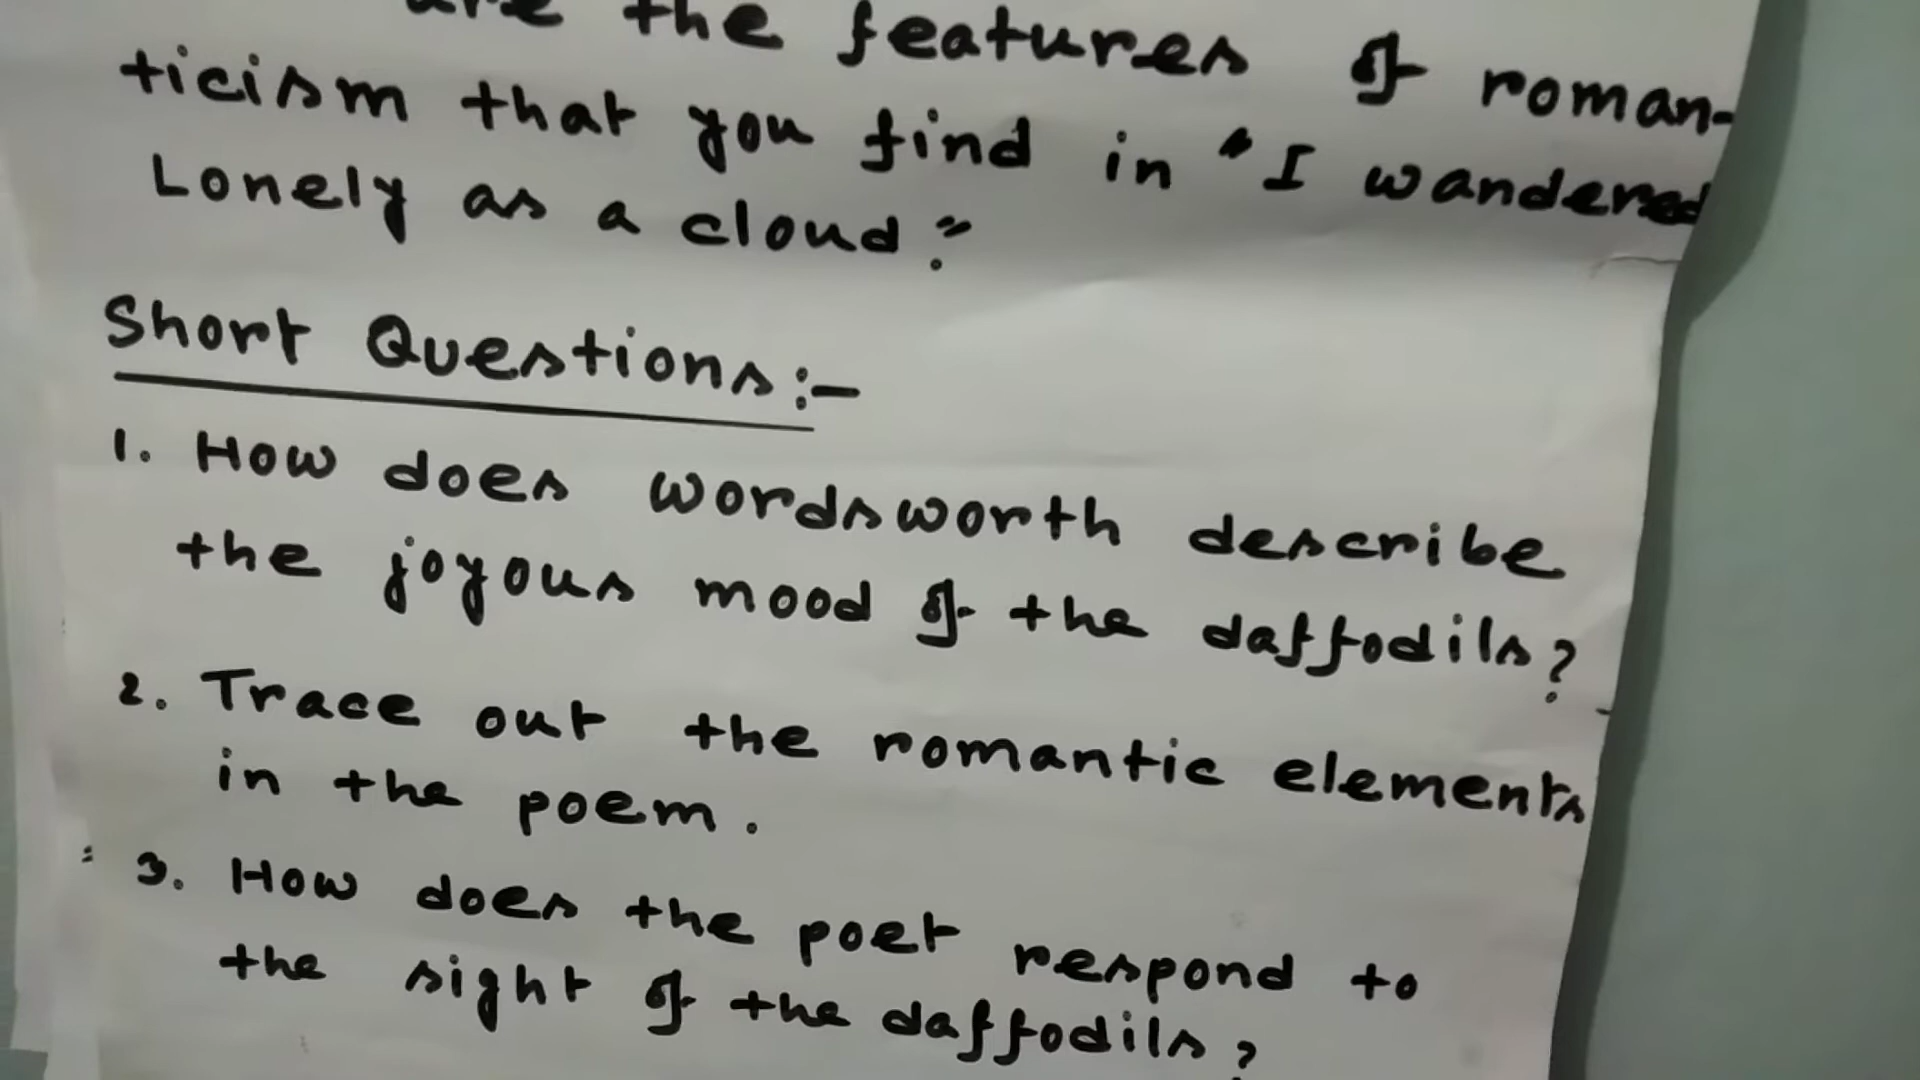 are the features of roman-
ticism that you find in "I wandered
Lonely as a cloud"?
Short Questions:-
1. How does wordsworth describe
the joyous mood of the daffodils?
2. Trace out the romantic elements
in the poem.
3. How does the poet respond to
the sight of the daffodils?